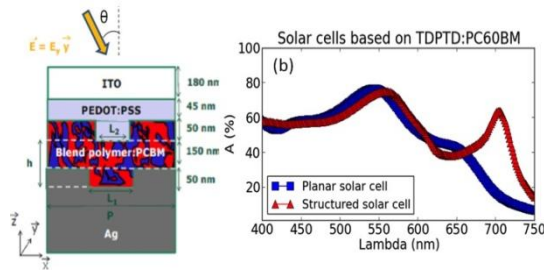 θ
E = Ey y
ITO
180 nm
PEDOT:PSS
45 nm
L2
50 nm
h
Blend polymer:PCBM
150 nm
50 nm
L1
P
Ag
z
y
x
Solar cells based on TDPTD:PC60BM
(b)
A (%)
100
80
60
40
20
Planar solar cell
Structured solar cell
400 450 500 550 600 650 700 750
Lambda (nm)